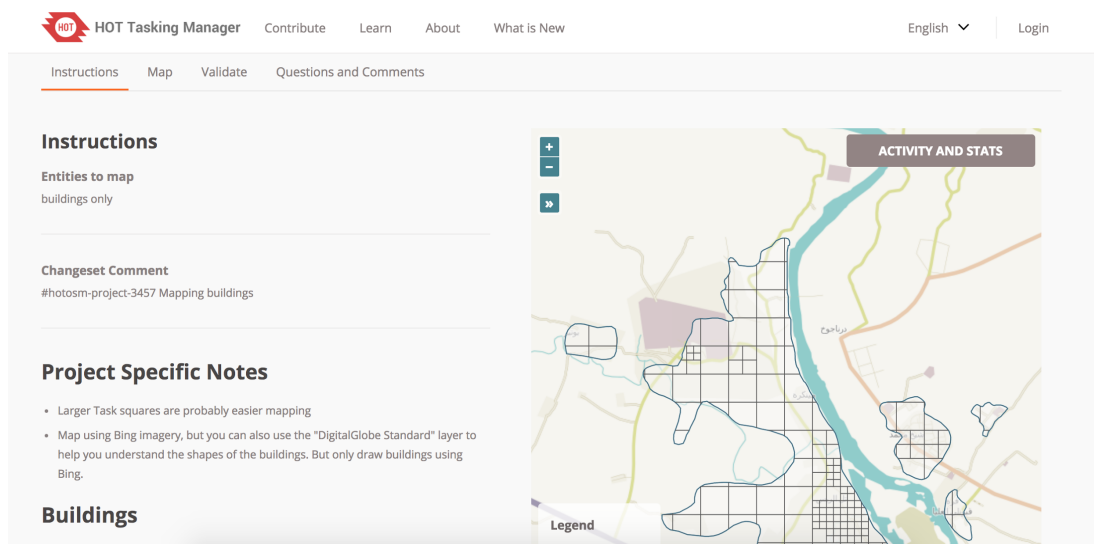 HOT
HOT Tasking Manager
Contribute
Learn
About
What is New
English
Login
Instructions
Map
Validate
Questions and Comments
Instructions
Entities to map
buildings only
Changeset Comment
#hotosm-project-3457 Mapping buildings
Project Specific Notes
Larger Task squares are probably easier mapping
Map using Bing imagery, but you can also use the "DigitalGlobe Standard" layer to
help you understand the shapes of the buildings. But only draw buildings using
Bing.
Buildings
+
−
»
ACTIVITY AND STATS
درناجوخ
Legend